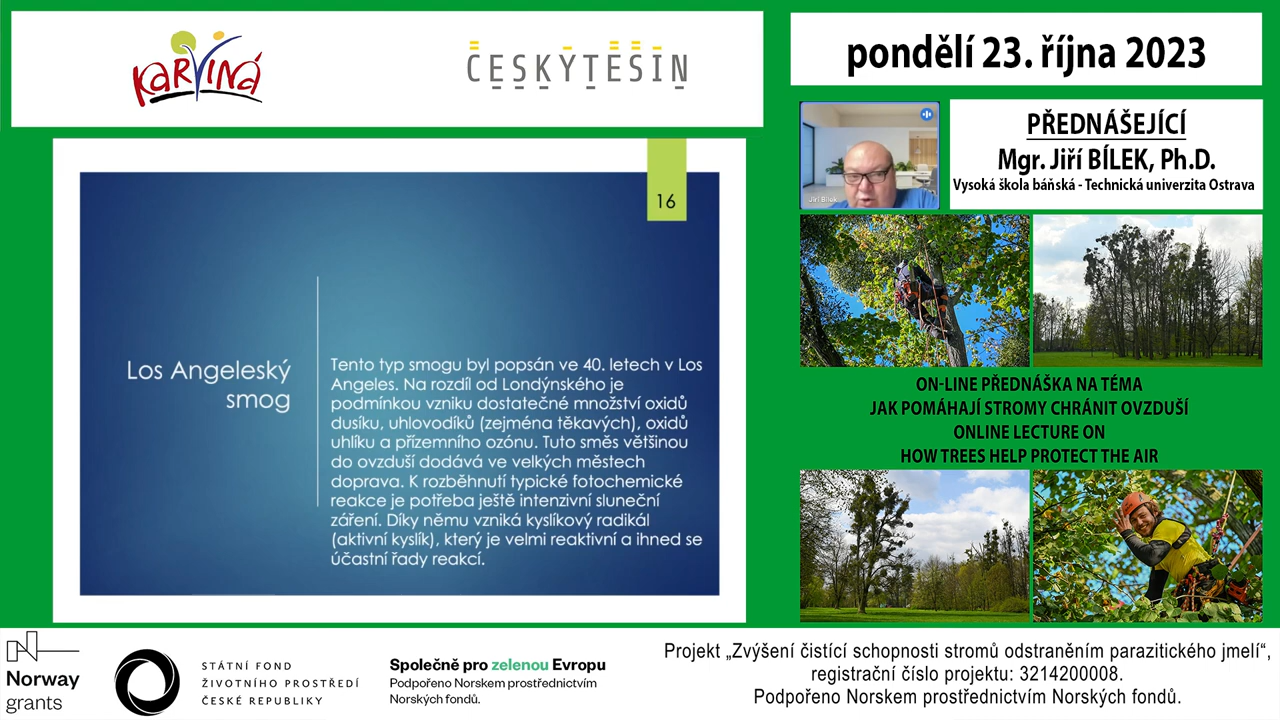 Karviná
ČESKÝ TĚŠÍN
pondělí 23. října 2023
PŘEDNÁŠEJÍCÍ
Mgr. Jiří BÍLEK, Ph.D.
Vysoká škola báňská - Technická univerzita Ostrava
Jiří Bílek
16
Los Angeleský
smog
Tento typ smogu byl popsán ve 40. letech v Los
Angeles. Na rozdíl od Londýnského je
podmínkou vzniku dostatečné množství oxidů
dusíku, uhlovodíků (zejména těkavých), oxidů
uhlíku a přízemního ozónu. Tuto směs většinou
do ovzduší dodává ve velkých městech
doprava. K rozběhnutí typické fotochemické
reakce je potřeba ještě intenzivní sluneční
záření. Díky němu vzniká kyslíkový radikál
(aktivní kyslík), který je velmi reaktivní a ihned se
účastní řady reakcí.
ON-LINE PŘEDNÁŠKA NA TÉMA
JAK POMÁHAJÍ STROMY CHRÁNIT OVZDUŠÍ
ONLINE LECTURE ON
HOW TREES HELP PROTECT THE AIR
Norway
grants
STÁTNÍ FOND
ŽIVOTNÍHO PROSTŘEDÍ
ČESKÉ REPUBLIKY
Společně pro zelenou Evropu
Podpořeno Norskem prostřednictvím
Norských fondů.
Projekt „Zvýšení čistící schopnosti stromů odstraněním parazitického jmelí“,
registrační číslo projektu: 3214200008.
Podpořeno Norskem prostřednictvím Norských fondů.